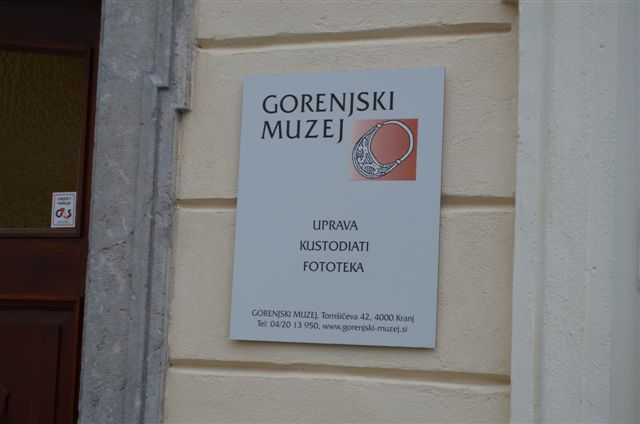 GORENJSKI
MUZEJ
UPRAVA
KUSTODIATI
FOTOTEKA
GORENJSKI MUZEJ, Tomšičeva 42, 4000 Kranj
Tel: 04/20 13 950, www.gorenjski-muzej.si
G4S